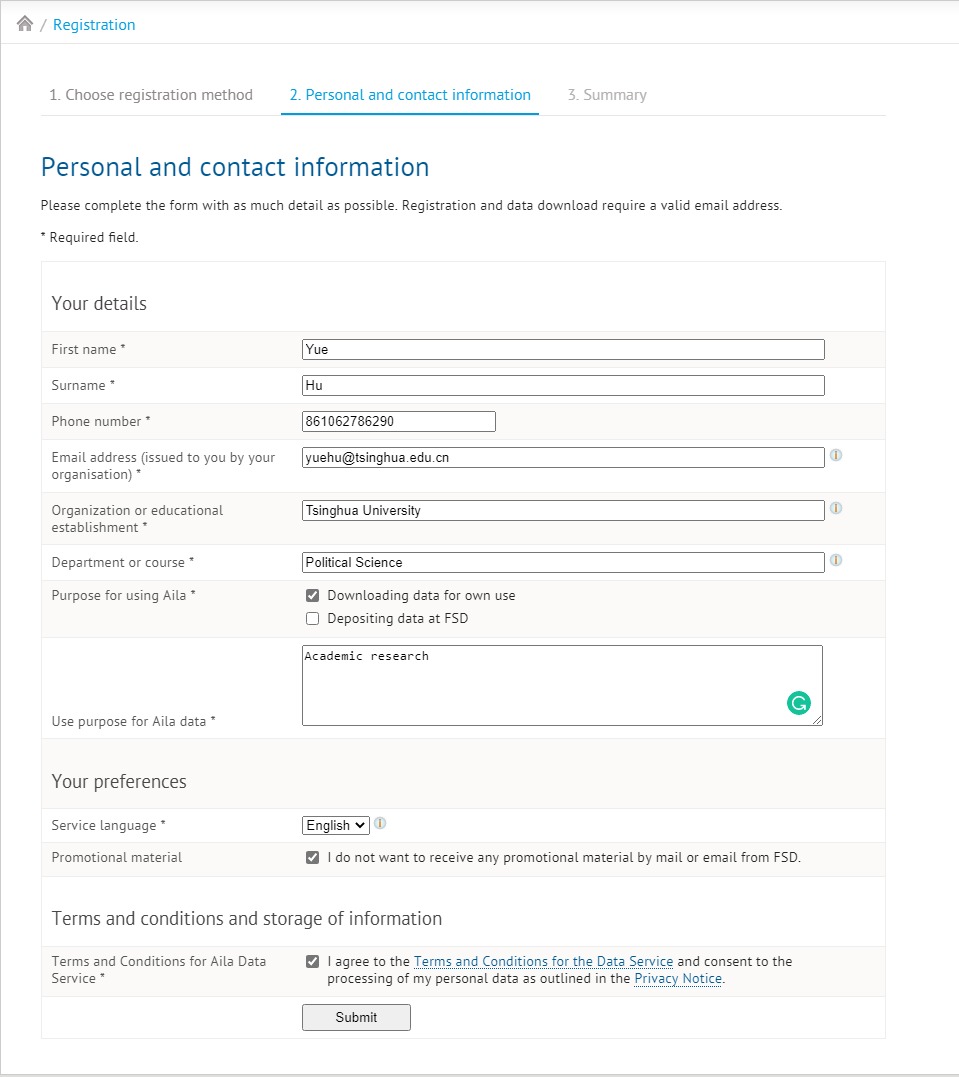 / Registration
1. Choose registration method 2. Personal and contact information 3. Summary
Personal and contact information
Please complete the form with as much detail as possible. Registration and data download require a valid email address.
* Required field.
Your details
First name * Yue
Surname * Hu
Phone number * 861062786290
Email address (issued to you by your
organisation) *
yuehu@tsinghua.edu.cn
Organization or educational
establishment *
Tsinghua University
Department or course * Political Science
Purpose for using Aila * Downloading data for own use
Depositing data at FSD
Academic research
Use purpose for Aila data *
Your preferences
Service language * English
Promotional material I do not want to receive any promotional material by mail or email from FSD.
Terms and conditions and storage of information
Terms and Conditions for Aila Data
Service *
I agree to the Terms and Conditions for the Data Service and consent to the
processing of my personal data as outlined in the Privacy Notice.
Submit